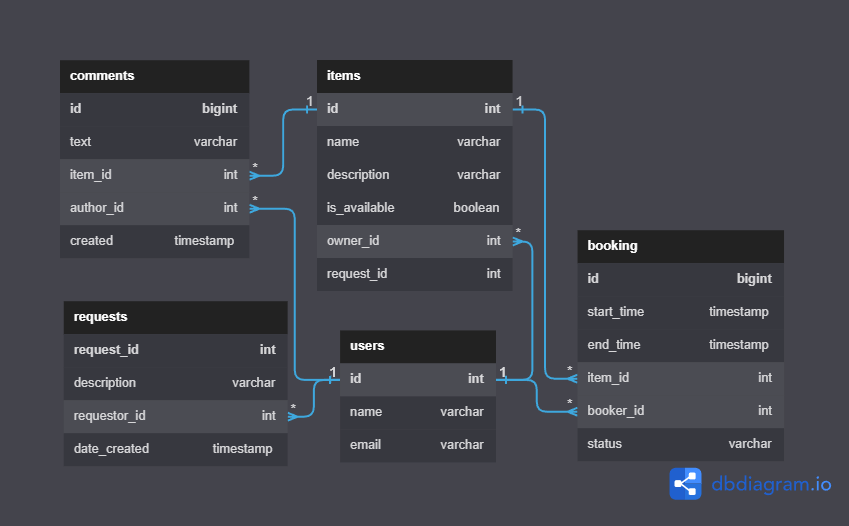 comments
id bigint
text varchar
item_id int
author_id int
created timestamp
items
id int
name varchar
description varchar
is_available boolean
owner_id int
request_id int
booking
id bigint
start_time timestamp
end_time timestamp
item_id int
booker_id int
status varchar
requests
request_id int
description varchar
requestor_id int
date_created timestamp
users
id int
name varchar
email varchar
1
1
*
*
*
1
1
*
*
*
dbdiagram.io